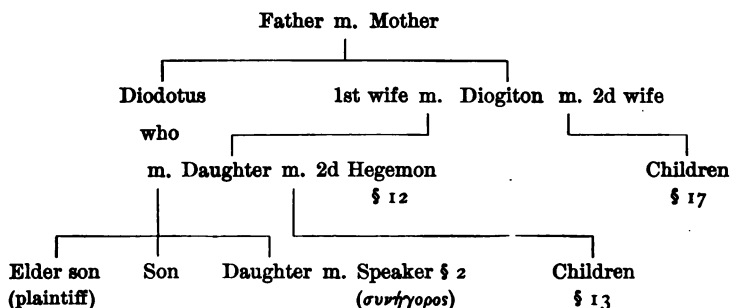 Father m. Mother
Diodotus 1st wife m. Diogiton m. 2d wife
who
m. Daughter m. 2d Hegemon Children
§ 12 § 17
Elder son Son Daughter m. Speaker § 2 Children
(plaintiff) (συνήγορος) § 13